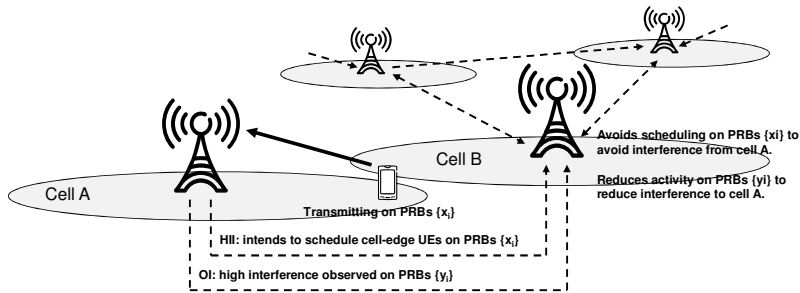 Cell A
Cell B
Avoids scheduling on PRBs {xi} to
avoid interference from cell A.
Reduces activity on PRBs {yi} to
reduce interference to cell A.
Transmitting on PRBs {xᵢ}
HII: intends to schedule cell-edge UEs on PRBs {xᵢ}
OI: high interference observed on PRBs {yᵢ}